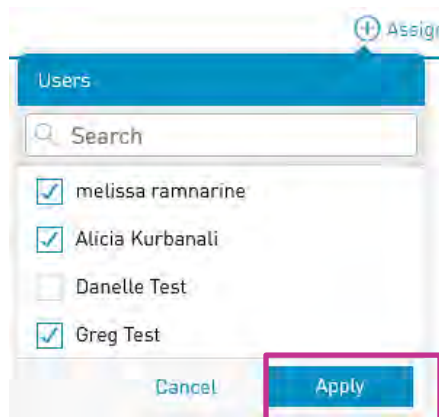 Assig
Users
Search
melissa ramnarine
Alicia Kurbanali
Danelle Test
Greg Test
Cancel Apply